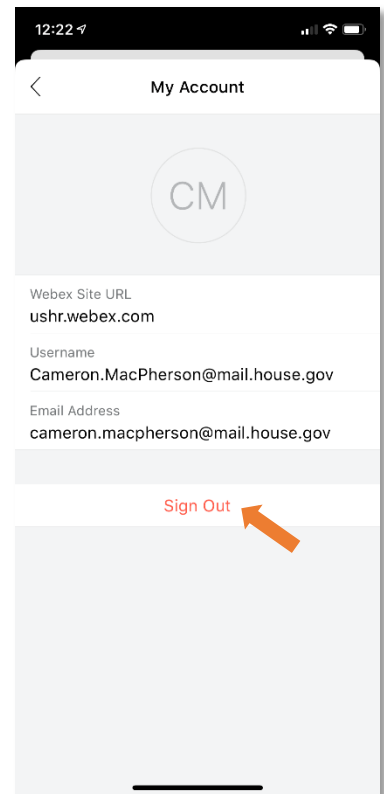 12:22
My Account
CM
Webex Site URL
ushr.webex.com
Username
Cameron.MacPherson@mail.house.gov
Email Address
cameron.macpherson@mail.house.gov
Sign Out